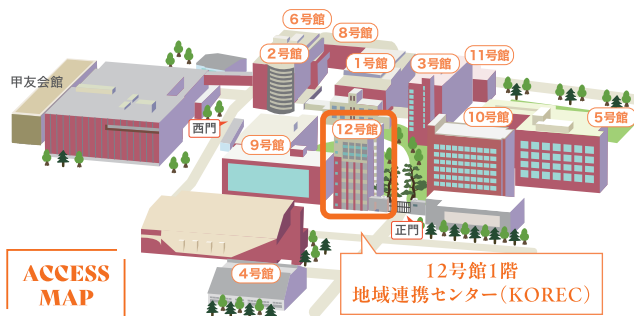 6号館
8号館
11号館
2号館
1号館
3号館
甲友会館
10号館
5号館
西門
12号館
9号館
正門
4号館
12号館1階
地域連携センター（KOREC）
ACCESS
MAP